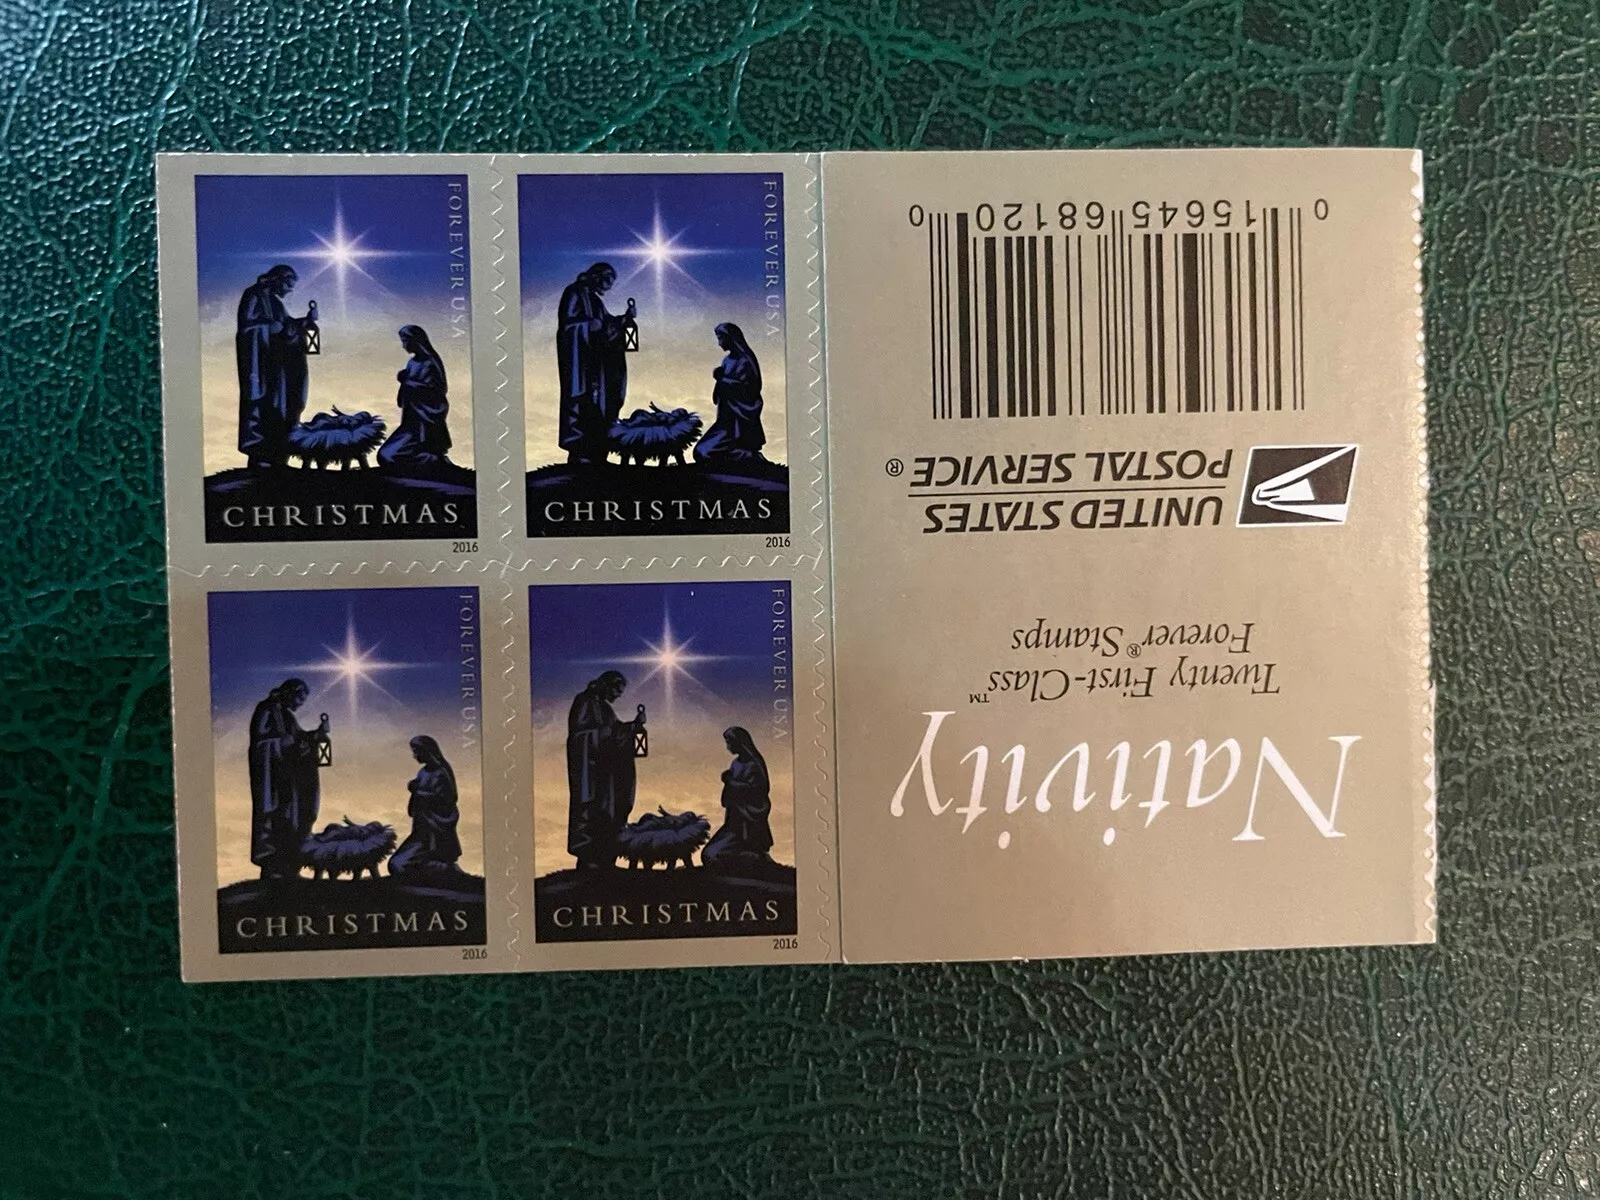 FOREVER USA
CHRISTMAS
2016
FOREVER USA
CHRISTMAS
2016
FOREVER USA
CHRISTMAS
2016
FOREVER USA
CHRISTMAS
2016
Nativity
Twenty First-Class™
Forever® Stamps
UNITED STATES
POSTAL SERVICE®
0 15645 68120 0